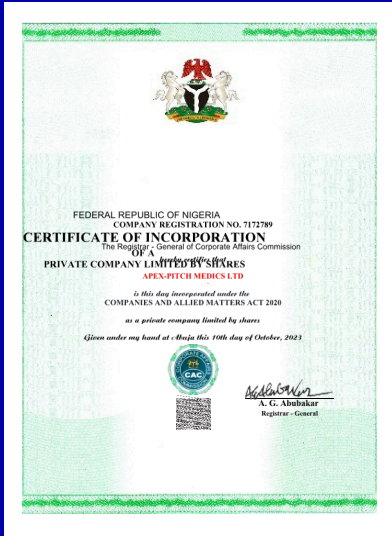 FEDERAL REPUBLIC OF NIGERIA
COMPANY REGISTRATION NO. 7172789
CERTIFICATE OF INCORPORATION
The Registrar - General of Corporate Affairs Commission
OF A
hereby certifies that
PRIVATE COMPANY LIMITED BY SHARES
APEX-PITCH MEDICS LTD
is this day incorporated under the
COMPANIES AND ALLIED MATTERS ACT 2020
as a private company limited by shares
Given under my hand at Abuja this 10th day of October, 2023
CAC
A. G. Abubakar
Registrar - General